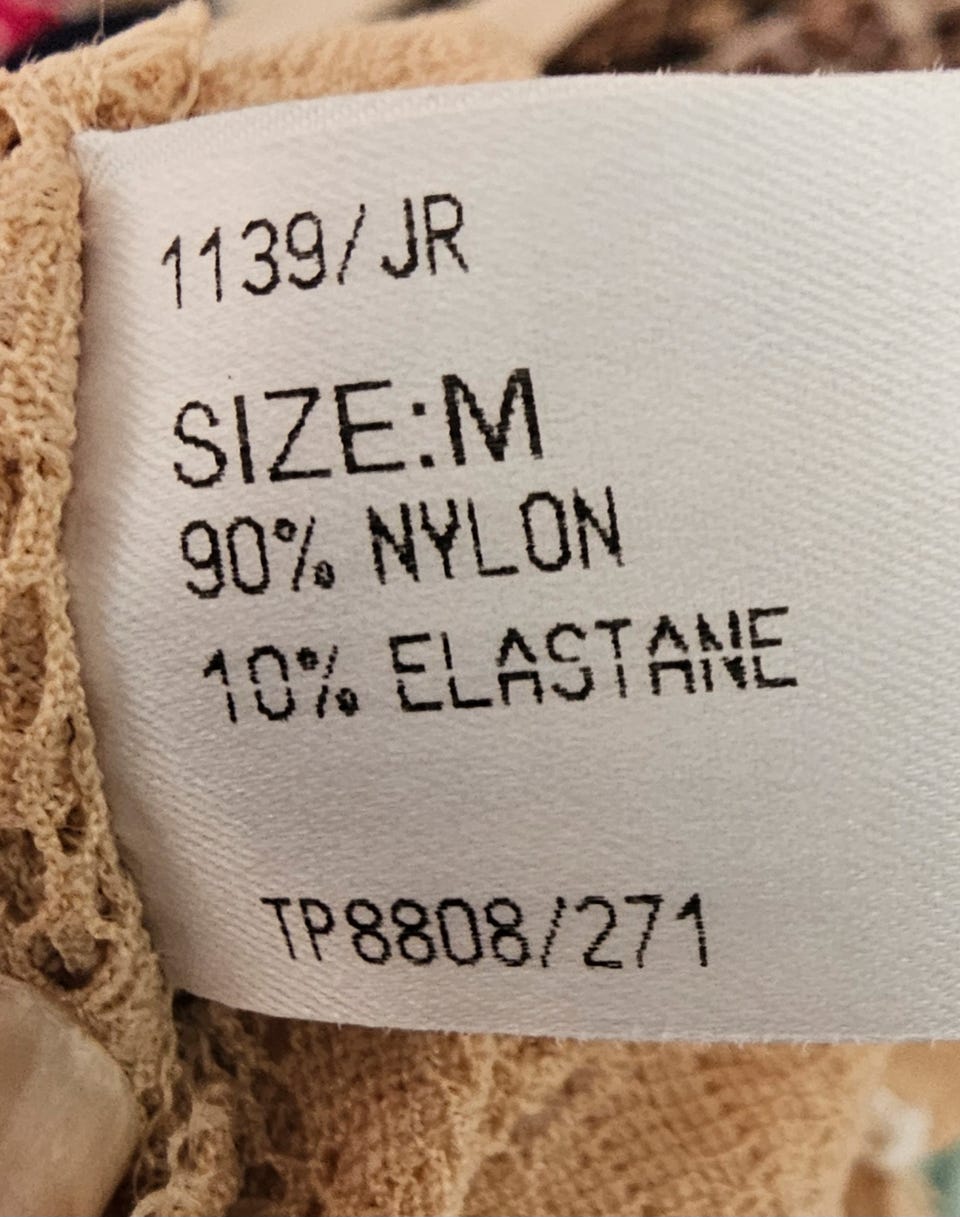 1139/JR
SIZE:M
90% NYLON
10% ELASTANE
TP8808/271